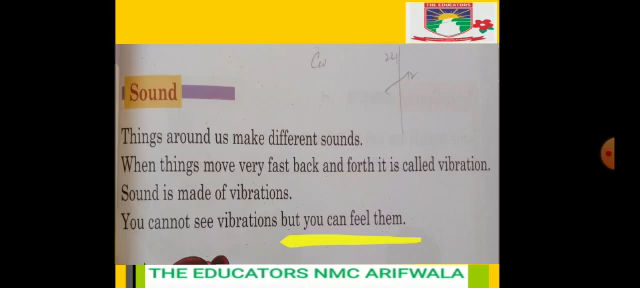 THE EDUCATORS
Sound
Things around us make different sounds.
When things move very fast back and forth it is called vibration.
Sound is made of vibrations.
You cannot see vibrations but you can feel them.
THE EDUCATORS NMC ARIFWALA